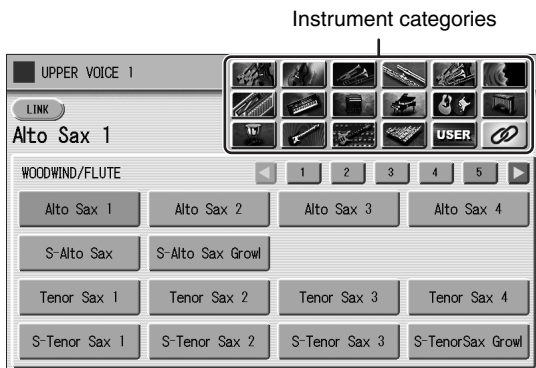 Instrument categories
UPPER VOICE 1
LINK
Alto Sax 1
USER
WOODWIND/FLUTE 1 2 3 4 5
Alto Sax 1 Alto Sax 2 Alto Sax 3 Alto Sax 4
S-Alto Sax S-Alto Sax Growl
Tenor Sax 1 Tenor Sax 2 Tenor Sax 3 Tenor Sax 4
S-Tenor Sax 1 S-Tenor Sax 2 S-Tenor Sax 3 S-TenorSax Growl